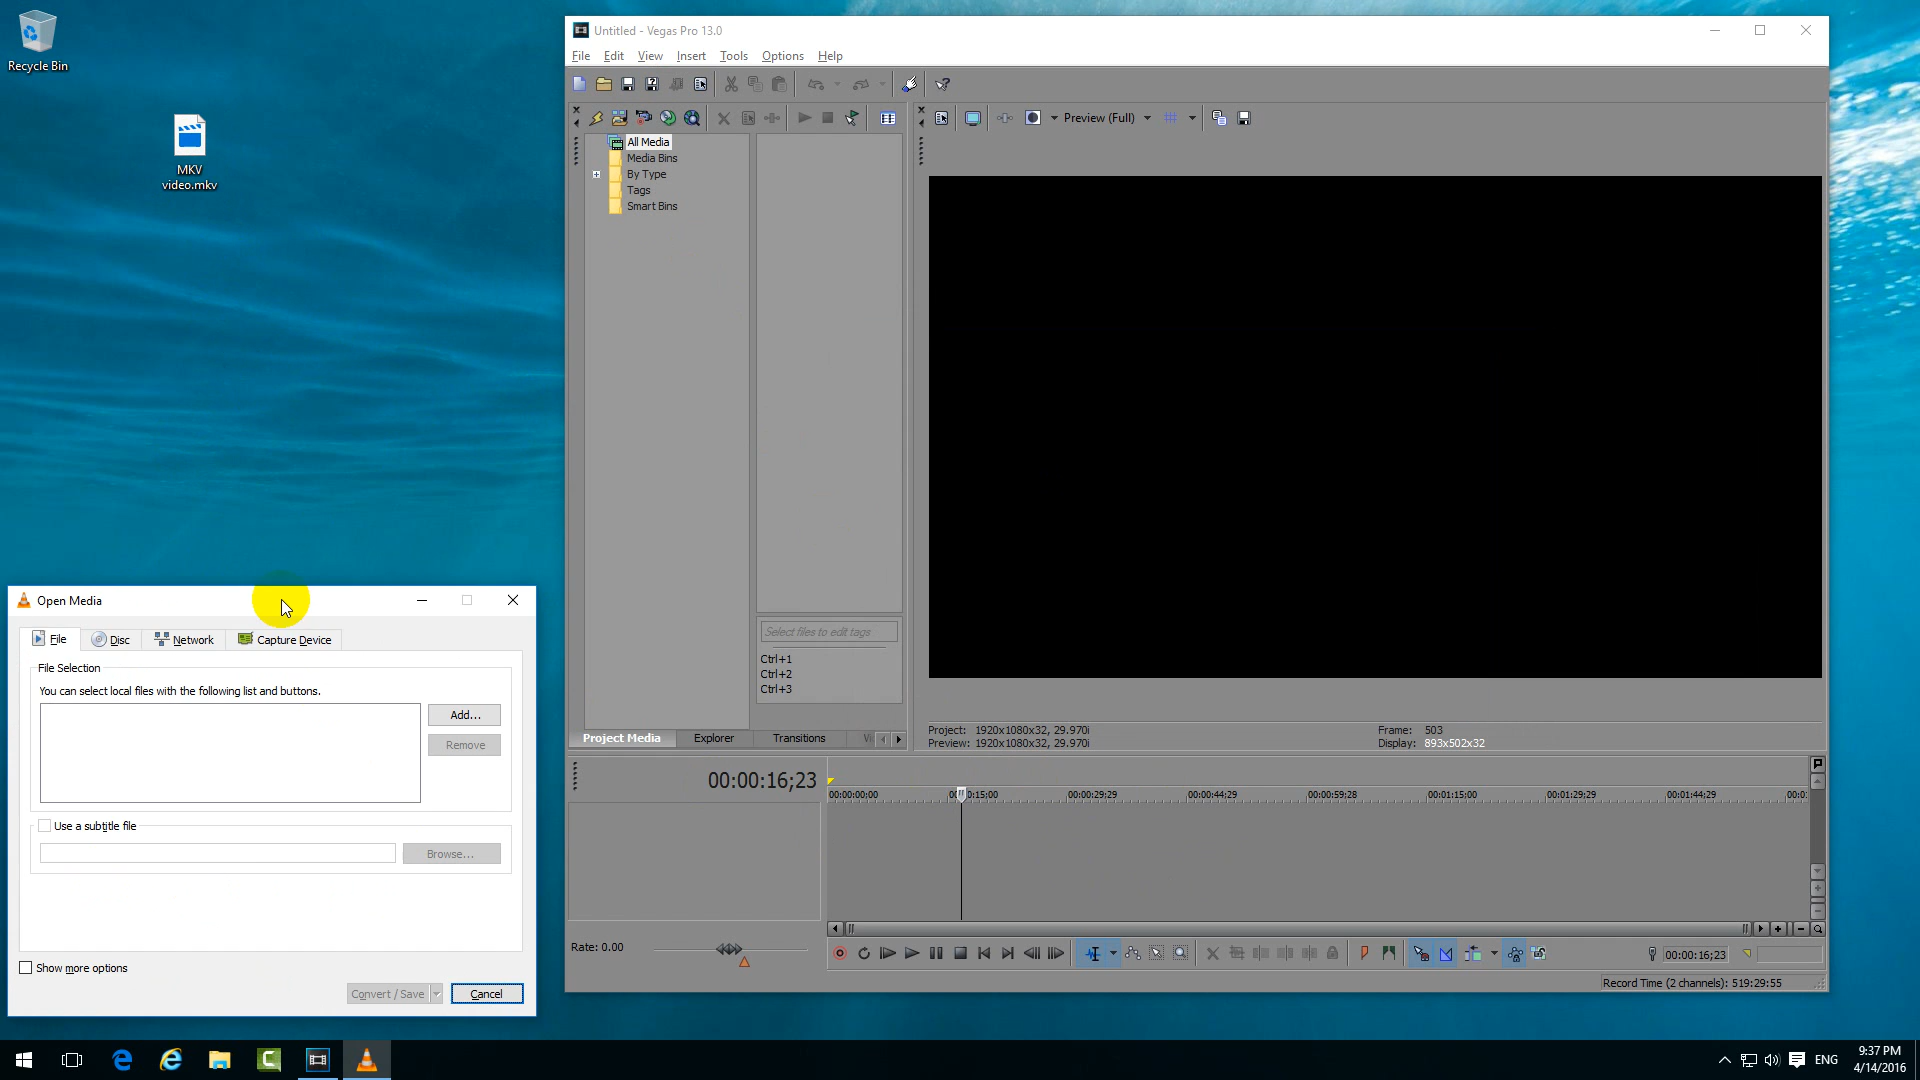 Recycle Bin
MKV
video.mkv
Untitled - Vegas Pro 13.0
File Edit View Insert Tools Options Help
Preview (Full)
All Media
Media Bins
By Type
Tags
Smart Bins
Select files to edit tags
Ctrl+1
Ctrl+2
Ctrl+3
Project Media Explorer Transitions
Project: 1920x1080x32, 29.970i
Preview: 1920x1080x32, 29.970i
Frame: 503
Display: 893x502x32
00:00:16;23
00:00:00;00 00:00:29;29 00:00:44;29 00:00:59;28 00:01:15;00 00:01:29;29 00:01:44;29
Rate: 0.00
00:00:16;23
Record Time (2 channels): 519:29:55
Open Media
File Disc Network Capture Device
File Selection
You can select local files with the following list and buttons.
Add...
Remove
Use a subtitle file
Browse...
Show more options
Convert / Save Cancel
ENG
9:37 PM
4/14/2016